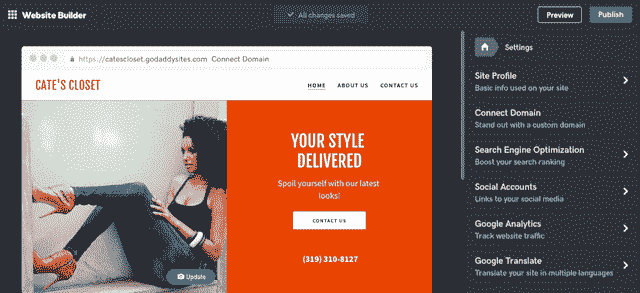 Website Builder
All changes saved
Preview
Publish
https://catescloset.godaddysites.com Connect Domain
CATE'S CLOSET
HOME
ABOUT US
CONTACT US
YOUR STYLE
DELIVERED
Spoil yourself with our latest
looks!
CONTACT US
(319) 310-8127
Update
Settings
Site Profile
Basic info used on your site
Connect Domain
Stand out with a custom domain
Search Engine Optimization
Boost your search ranking
Social Accounts
Links to your social media
Google Analytics
Track website traffic
Google Translate
Translate your site in multiple languages